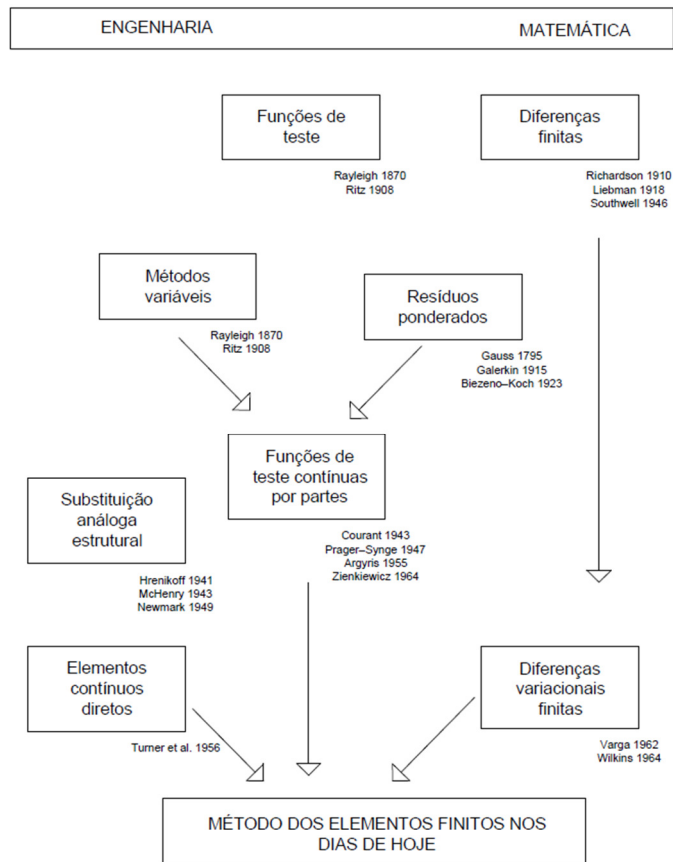 ENGENHARIA
MATEMÁTICA
Funções de
teste
Rayleigh 1870
Ritz 1908
Diferenças
finitas
Richardson 1910
Liebman 1918
Southwell 1946
Métodos
variáveis
Rayleigh 1870
Ritz 1908
Resíduos
ponderados
Gauss 1795
Galerkin 1915
Biezeno–Koch 1923
Funções de
teste contínuas
por partes
Courant 1943
Prager–Synge 1947
Argyris 1955
Zienkiewicz 1964
Substituição
análoga
estrutural
Hrenikoff 1941
McHenry 1943
Newmark 1949
Elementos
contínuos
diretos
Turner et al. 1956
Diferenças
variacionais
finitas
Varga 1962
Wilkins 1964
MÉTODO DOS ELEMENTOS FINITOS NOS
DIAS DE HOJE